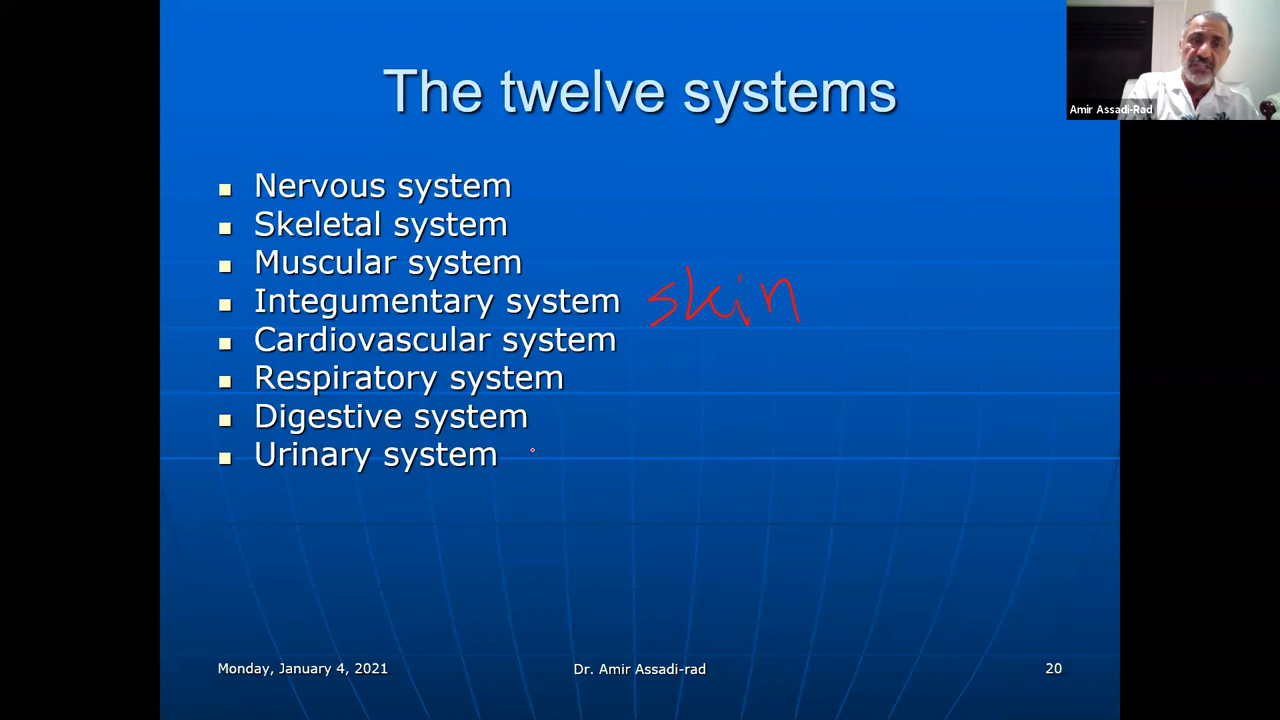 The twelve systems
Amir Assadi-Rad
Nervous system
Skeletal system
Muscular system
Integumentary system skin
Cardiovascular system
Respiratory system
Digestive system
Urinary system
Monday, January 4, 2021 Dr. Amir Assadi-rad 20